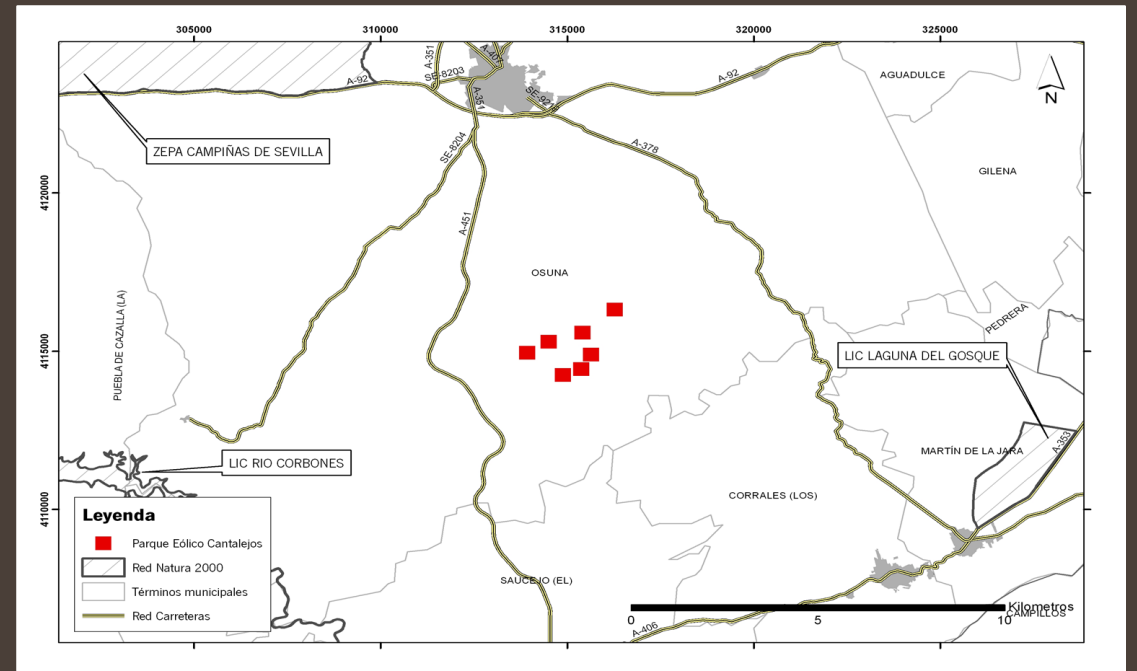 305000
310000
315000
320000
325000
A-351
A-407
SE-8203
A-92
A-351
SE-821
A-92
AGUADULCE
N
ZEPA CAMPIÑAS DE SEVILLA
SE-8204
A-378
GILENA
4120000
A-451
OSUNA
PUEBLA DE CAZALLA (LA)
PEDRERA
4115000
LIC LAGUNA DEL GOSQUE
A-353
MARTÍN DE LA JARA
LIC RIO CORBONES
CORRALES (LOS)
4110000
Leyenda
Parque Eólico Cantalejos
Red Natura 2000
Términos municipales
Red Carreteras
SAUCEJO (EL)
Kilometros
CAMPILLOS
0
5
10
A-406